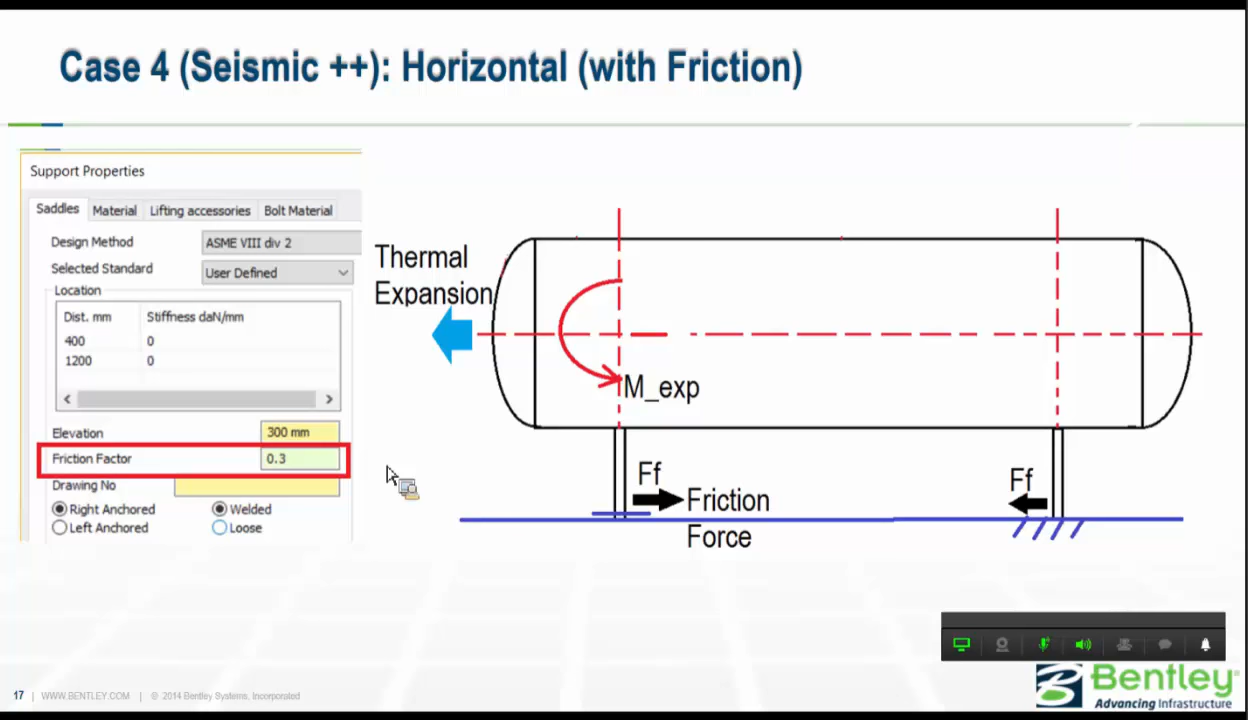 Case 4 (Seismic ++): Horizontal (with Friction)
Support Properties
Saddles Material Lifting accessories Bolt Material
Design Method ASME VIII div 2
Selected Standard User Defined
Location
Dist. mm Stiffness daN/mm
400 0
1200 0
Elevation 300 mm
Friction Factor 0.3
Drawing No
Right Anchored Welded
Left Anchored Loose
Thermal
Expansion
M_exp
Ff
Friction
Force
Ff
17 | WWW.BENTLEY.COM | © 2014 Bentley Systems, Incorporated
Bentley®
Advancing Infrastructure